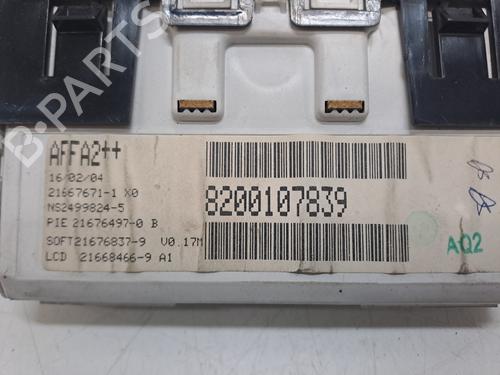 B-PARTS
AFFA2++
16/02/04
21667671-1 X0
NS2499824-5
PIE 21676497-0 B
SOFT21676837-9 V0.17M
LCD 21668466-9 A1
8200107839
AQ2